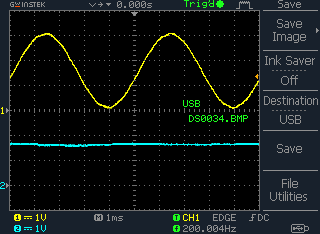 GW INSTEK 0.000s Trig'd Save
Save
Image
Ink Saver
Off
Destination
USB
USB
DS0034.BMP
1
Save
2
File
Utilities
1 1V M 1ms T CH1 EDGE DC
2 1V f 200.004Hz